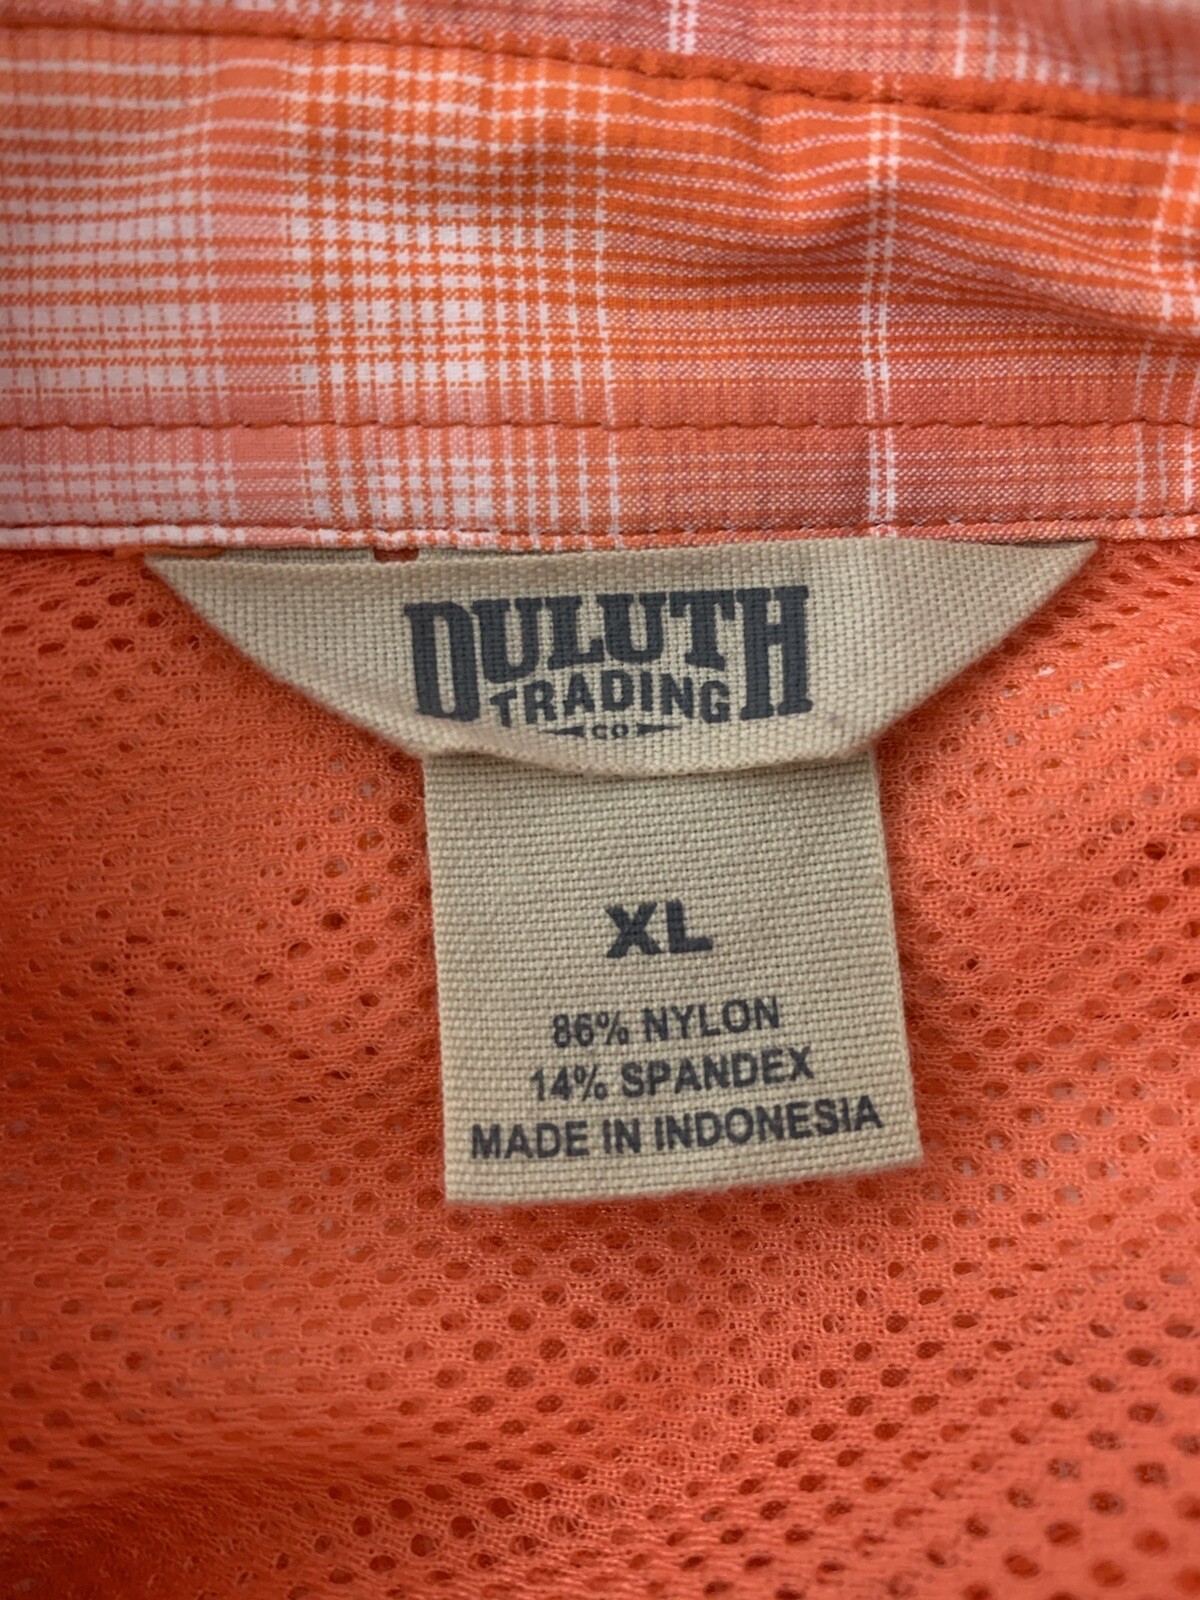 DULUTH
TRADING
CO
XL
86% NYLON
14% SPANDEX
MADE IN INDONESIA